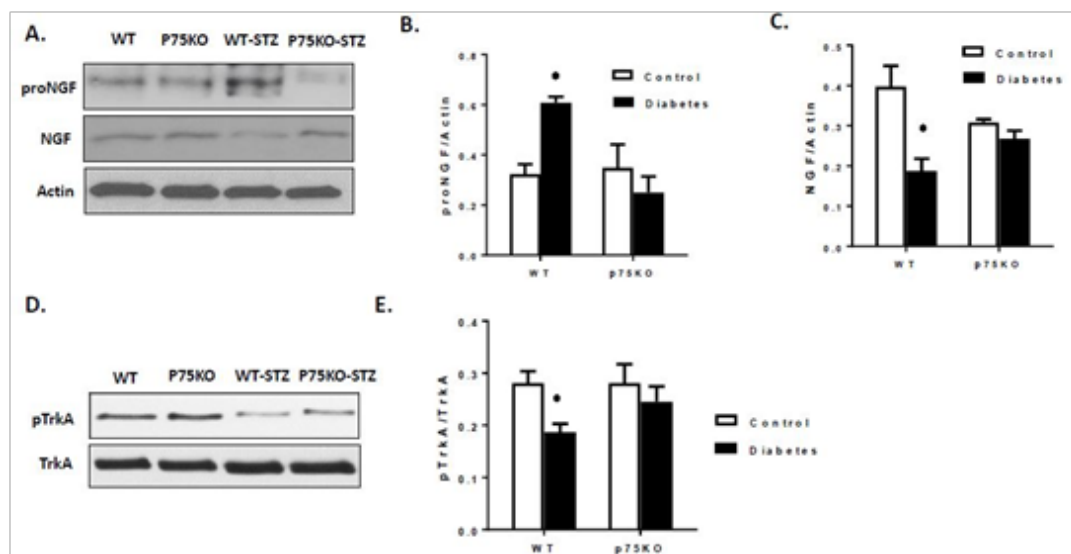 A.
WT P75KO WT-STZ P75KO-STZ
proNGF
NGF
Actin
B.
proNGF/Actin
0.8
0.6
0.4
0.2
0.0
WT p75KO
Control
Diabetes
C.
NGF/Actin
0.5
0.4
0.3
0.2
0.1
0.0
WT p75KO
Control
Diabetes
D.
WT P75KO WT-STZ P75KO-STZ
pTrkA
TrkA
E.
pTrkA/TrkA
0.4
0.3
0.2
0.1
0.0
WT p75KO
Control
Diabetes